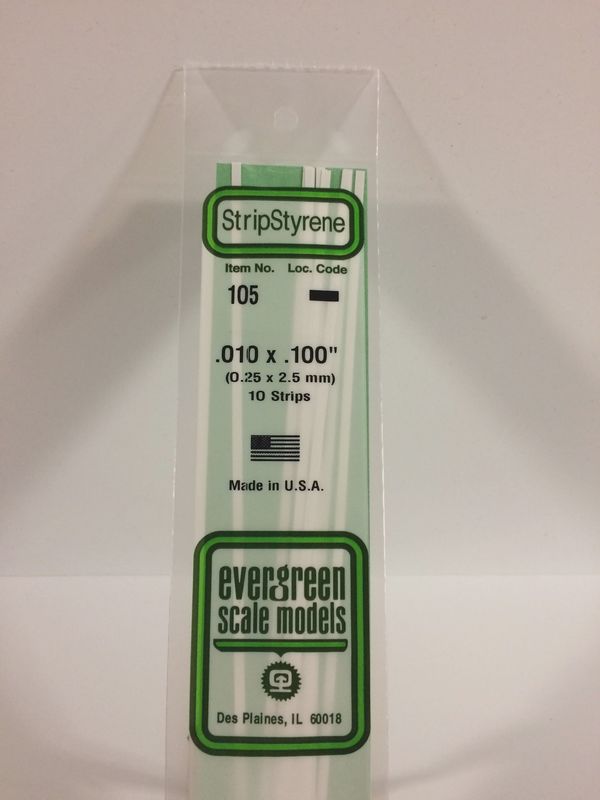 StripStyrene
Item No. Loc. Code
105
.010 x .100"
(0.25 x 2.5 mm)
10 Strips
Made in U.S.A.
evergreen
scale models
Des Plaines, IL 60018